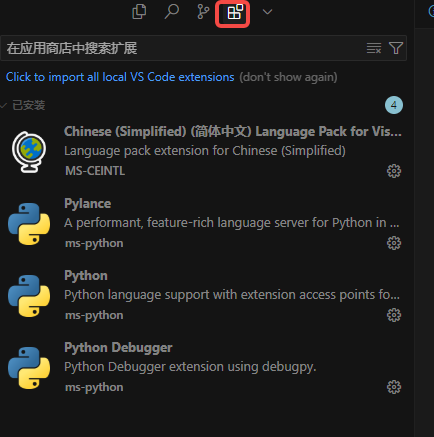 在应用商店中搜索扩展
Click to import all local VS Code extensions (don't show again)
已安装
4
Chinese (Simplified) (简体中文) Language Pack for Vis...
Language pack extension for Chinese (Simplified)
MS-CEINTL
Pylance
A performant, feature-rich language server for Python in ...
ms-python
Python
Python language support with extension access points fo...
ms-python
Python Debugger
Python Debugger extension using debugpy.
ms-python